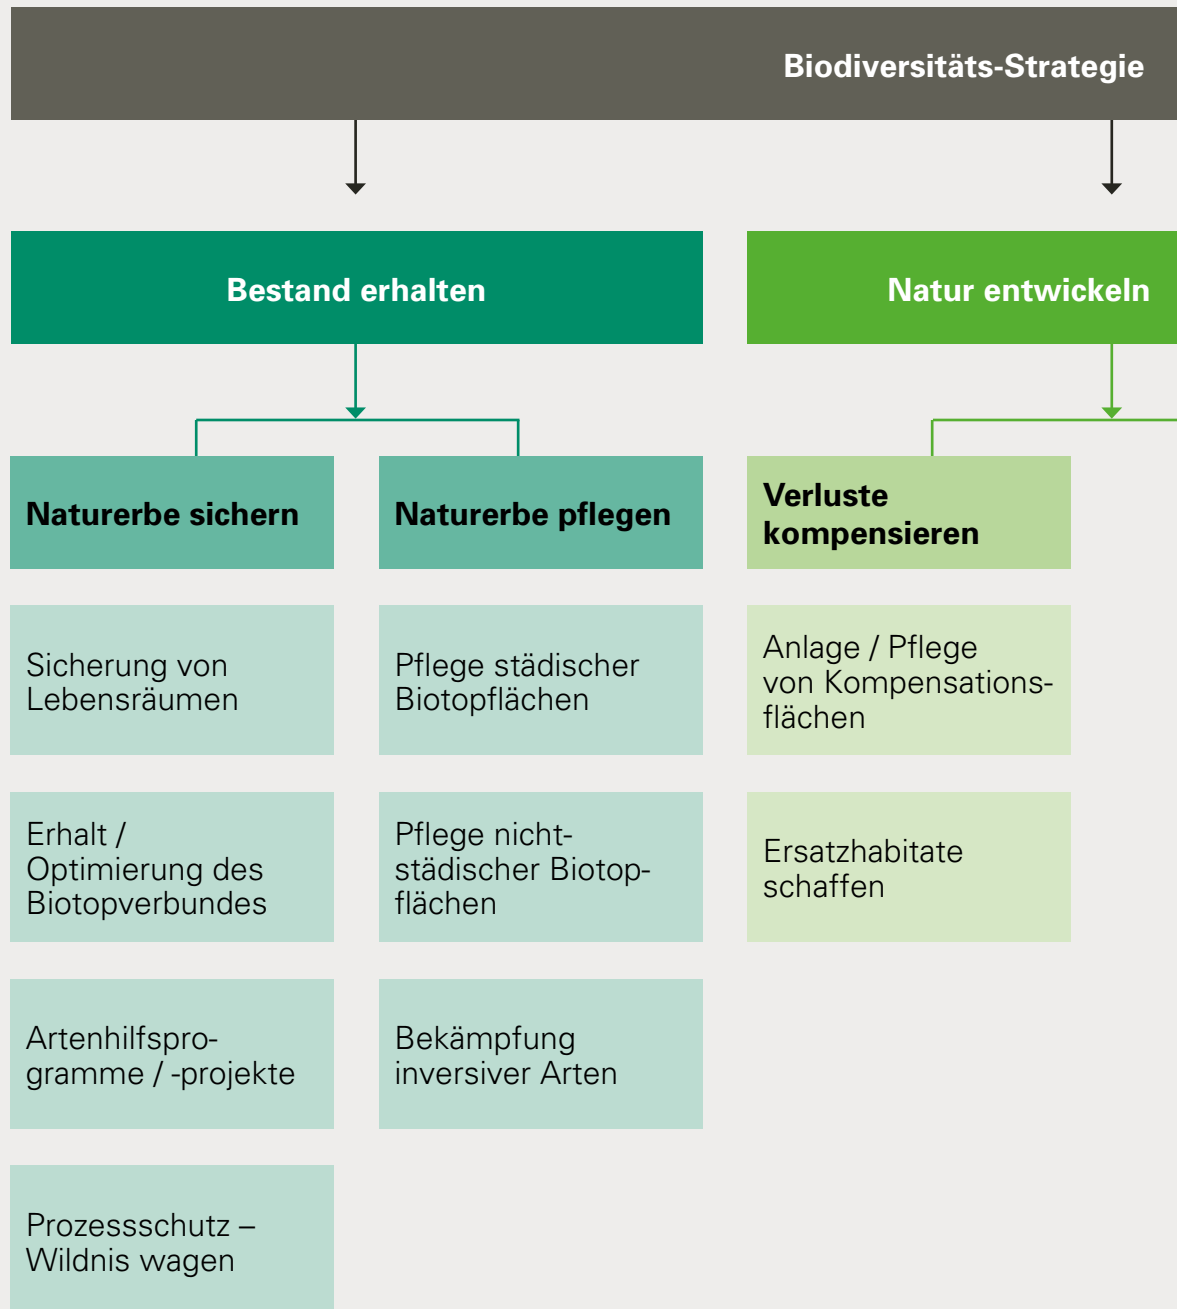 Biodiversitäts-Strategie
Bestand erhalten
Natur entwickeln
Naturerbe sichern
Naturerbe pflegen
Verluste
kompensieren
Sicherung von
Lebensräumen
Pflege städischer
Biotopflächen
Anlage / Pflege
von Kompensations-
flächen
Erhalt /
Optimierung des
Biotopverbundes
Pflege nicht-
städischer Biotop-
flächen
Ersatzhabitate
schaffen
Artenhilfspro-
gramme / -projekte
Bekämpfung
inversiver Arten
Prozessschutz –
Wildnis wagen